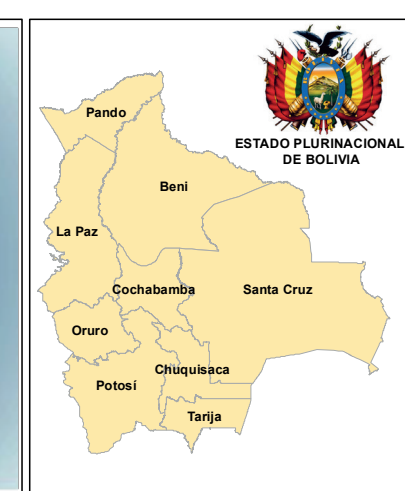 ESTADO PLURINACIONAL
DE BOLIVIA
Pando
Beni
La Paz
Cochabamba
Santa Cruz
Oruro
Chuquisaca
Potosí
Tarija